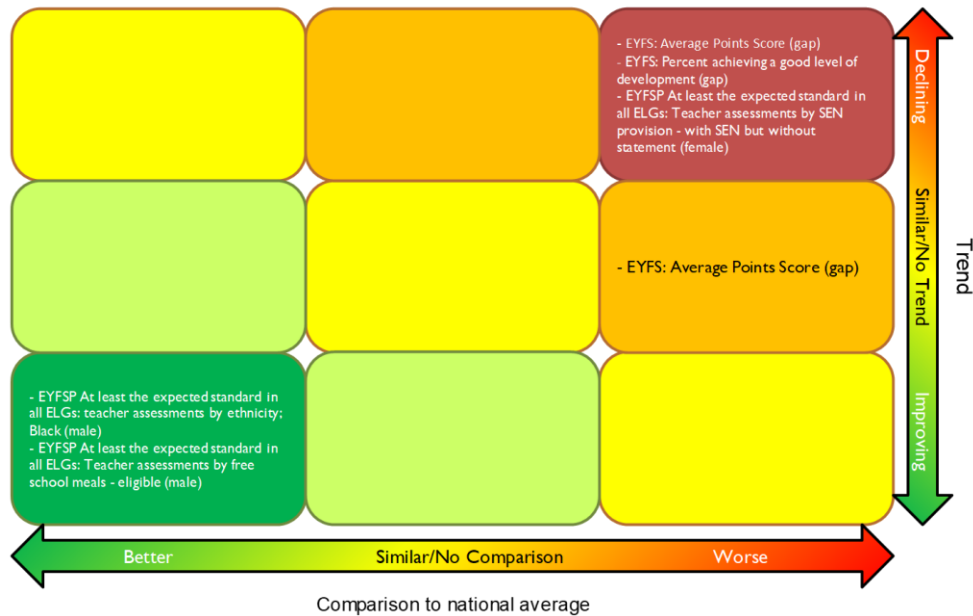 - EYFS: Average Points Score (gap)
- EYFS: Percent achieving a good level of
development (gap)
- EYFSP At least the expected standard in
all ELGs: Teacher assessments by SEN
provision - with SEN but without
statement (female)
- EYFS: Average Points Score (gap)
- EYFSP At least the expected standard in
all ELGs: teacher assessments by ethnicity;
Black (male)
- EYFSP At least the expected standard in
all ELGs: Teacher assessments by free
school meals - eligible (male)
Declining
Similar/No Trend
Improving
Trend
Better
Similar/No Comparison
Worse
Comparison to national average